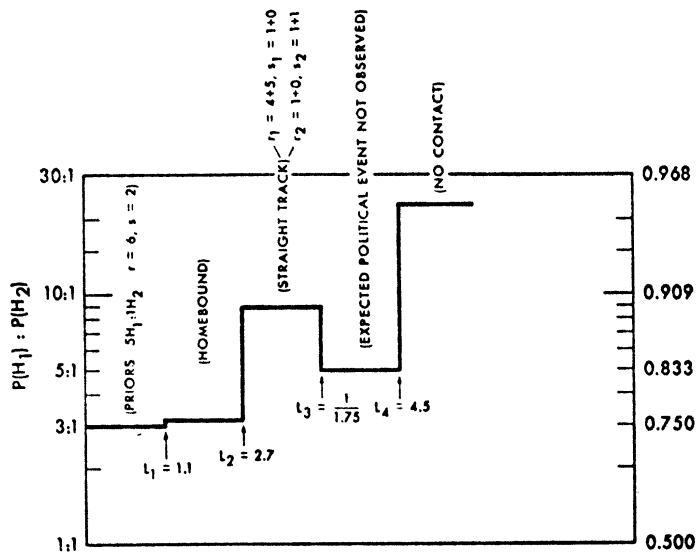 r₁ = 4+5, s₁ = 1+0
r₂ = 1+0, s₂ = 1+1
(PRIORS 5H₁:1H₂ r = 6, s = 2)
(HOMEBOUND)
(STRAIGHT TRACK)
(EXPECTED POLITICAL EVENT NOT OBSERVED)
(NO CONTACT)
P(H₁) : P(H₂)
30:1
10:1
5:1
3:1
1:1
L₁ = 1.1
L₂ = 2.7
L₃ = 1/1.75
L₄ = 4.5
0.968
0.909
0.833
0.750
0.500